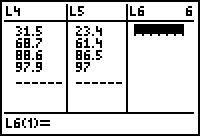 L4 L5 L6 6
31.5 23.4
68.7 61.4
88.6 86.5
97.9 97
------ ------
L6(1)=